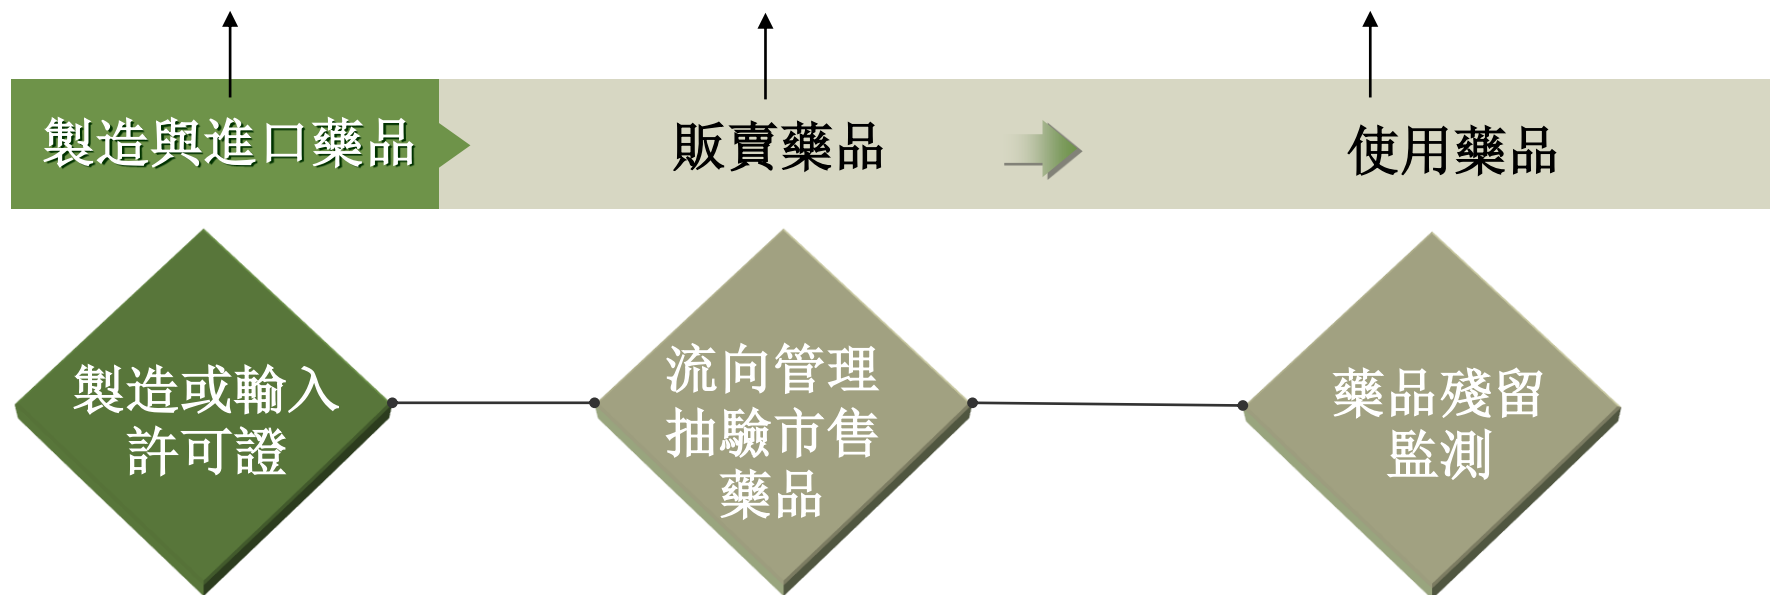 製造與進口藥品
販賣藥品
使用藥品
製造或輸入
許可證
流向管理
抽驗市售
藥品
藥品殘留
監測